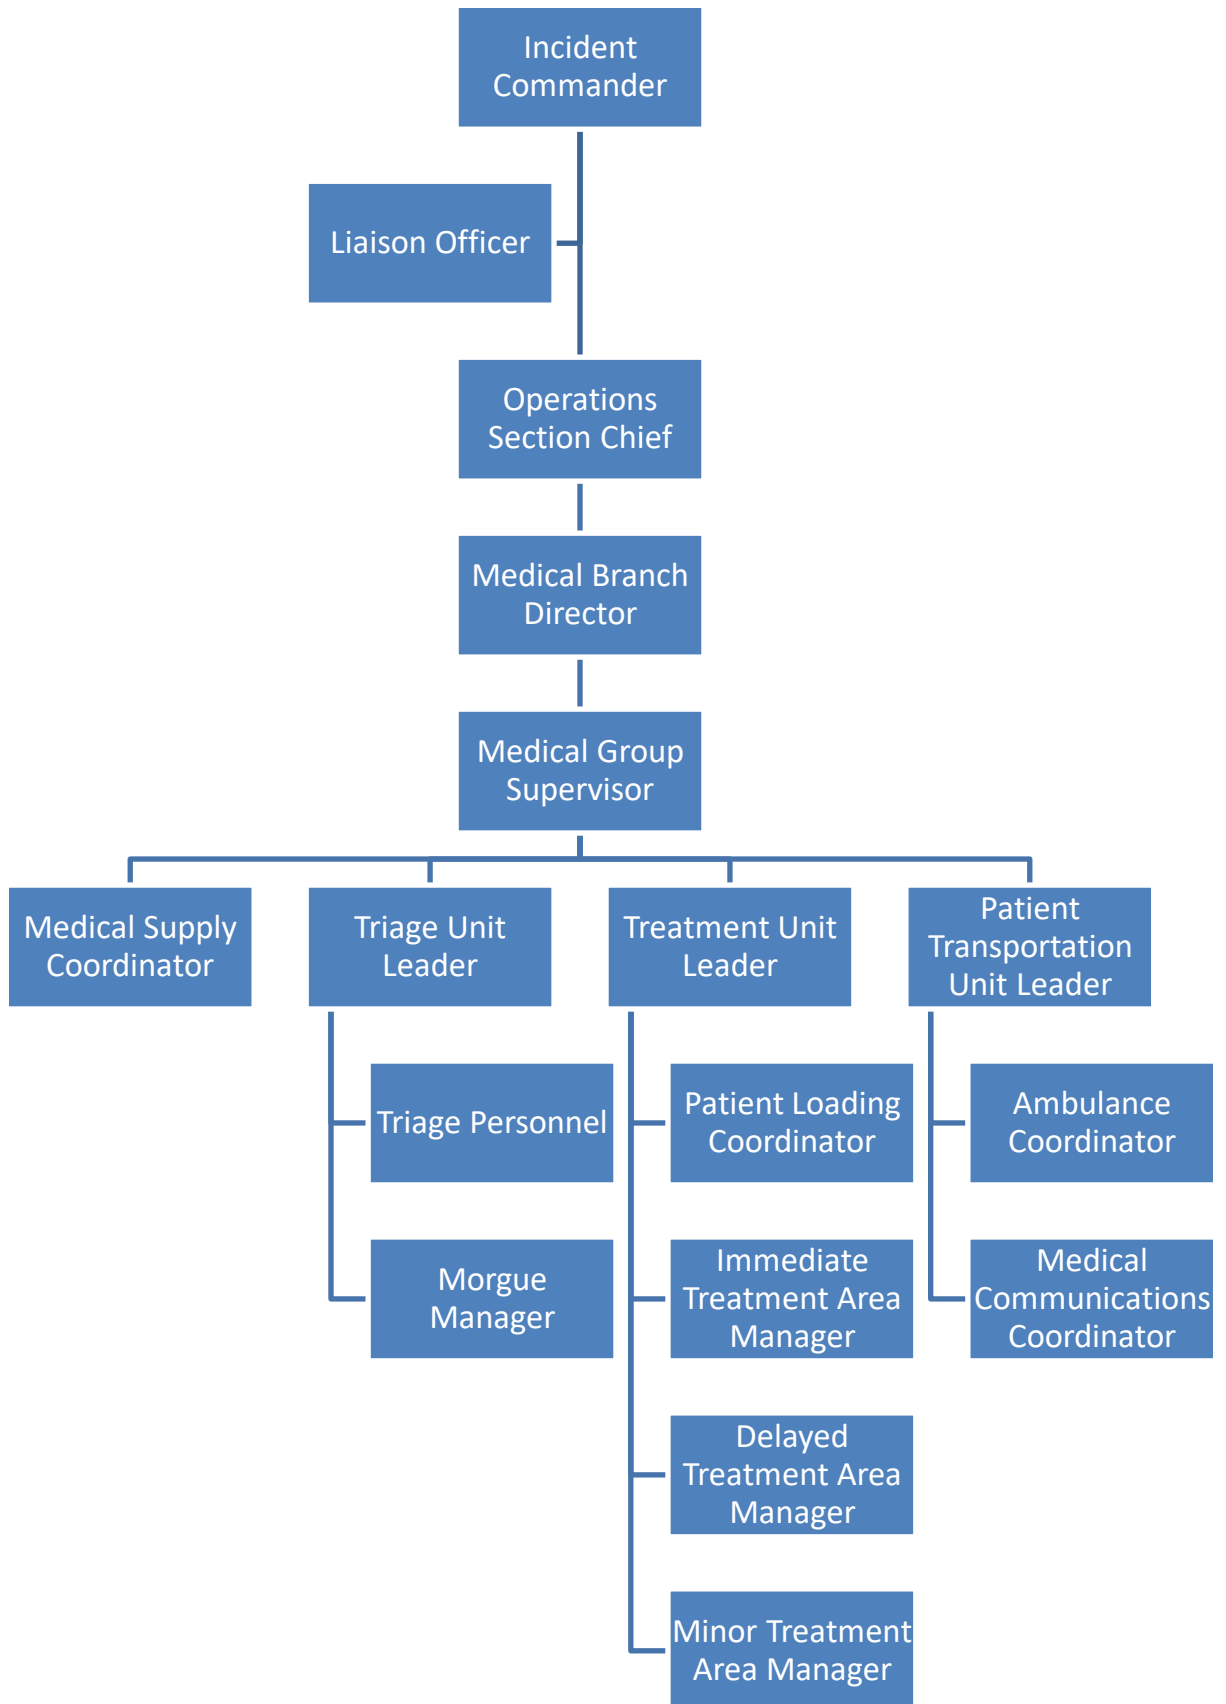 Incident
Commander
Liaison Officer
Operations
Section Chief
Medical Branch
Director
Medical Group
Supervisor
Medical Supply
Coordinator
Triage Unit
Leader
Treatment Unit
Leader
Patient
Transportation
Unit Leader
Triage Personnel
Patient Loading
Coordinator
Ambulance
Coordinator
Morgue
Manager
Immediate
Treatment Area
Manager
Medical
Communications
Coordinator
Delayed
Treatment Area
Manager
Minor Treatment
Area Manager